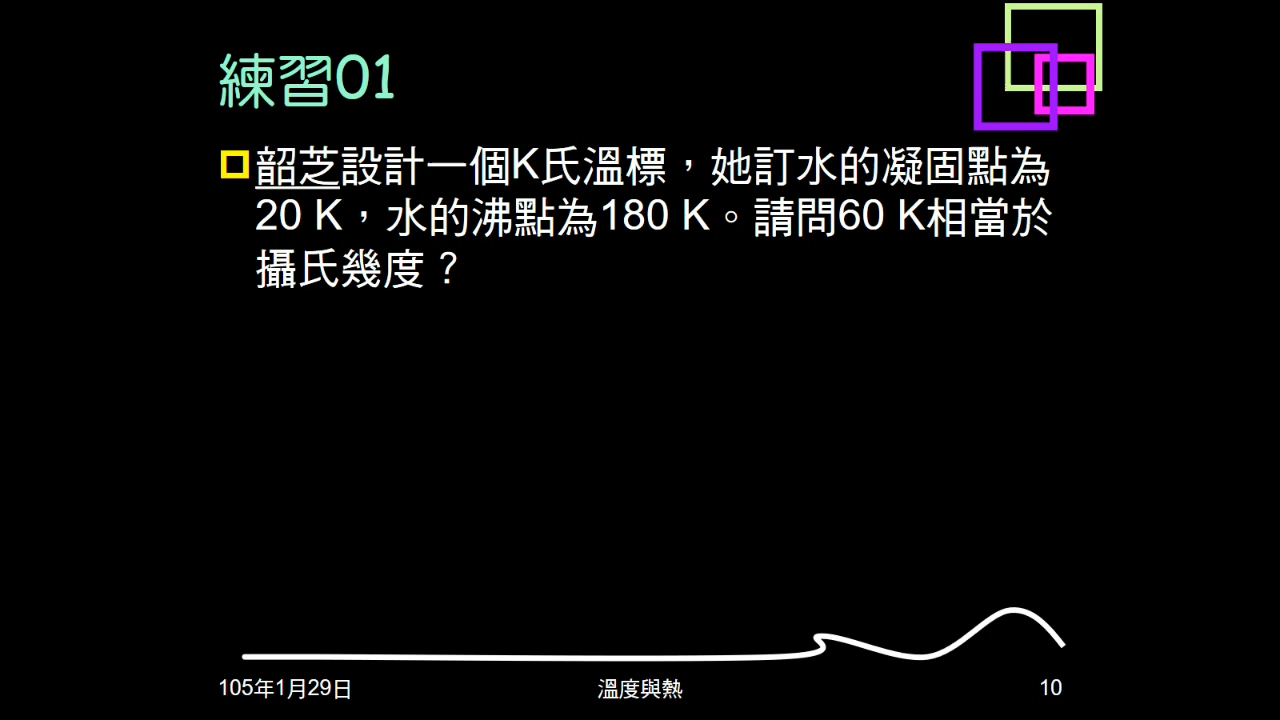 練習01
韶芝設計一個K氏溫標，她訂水的凝固點為
20 K，水的沸點為180 K。請問60 K相當於
攝氏幾度？
105年1月29日
溫度與熱
10